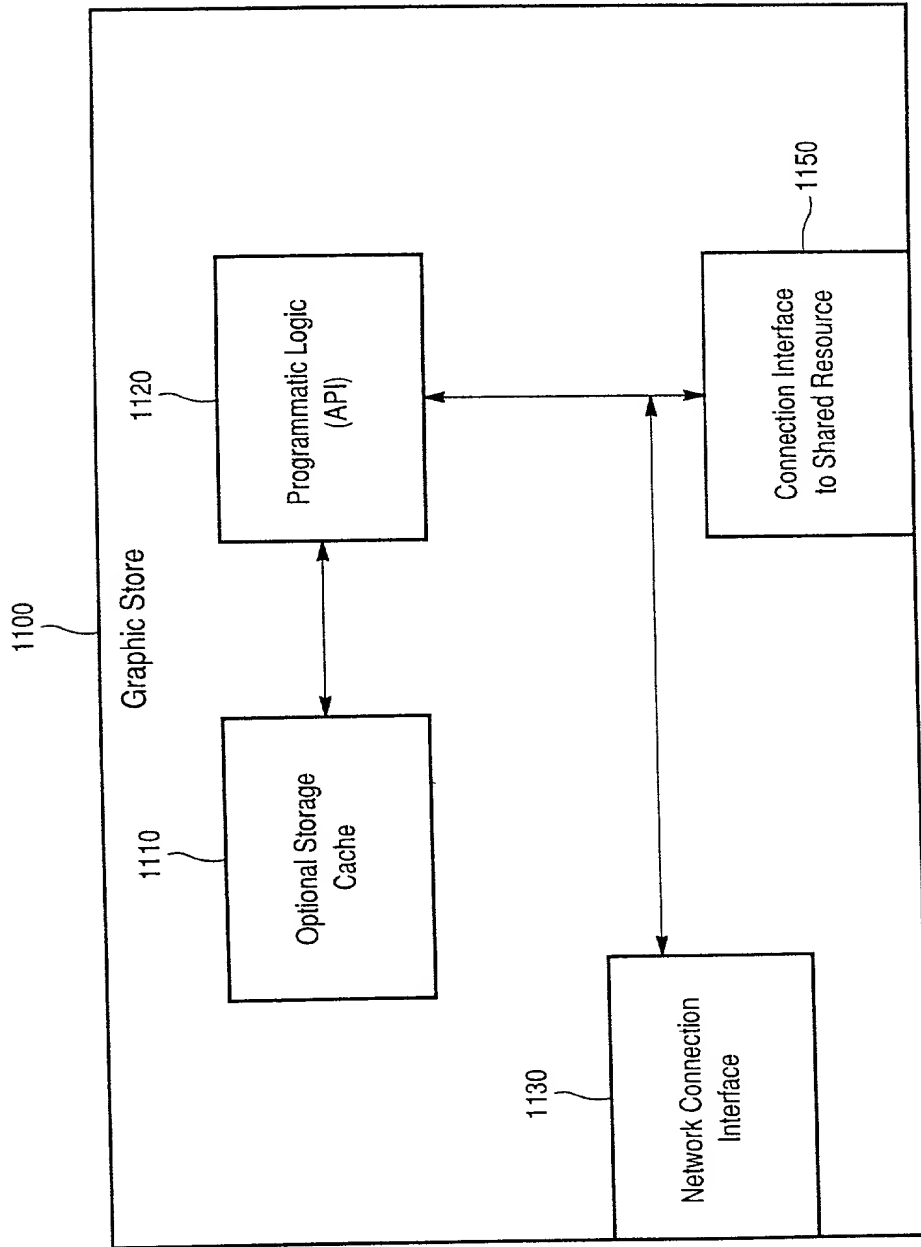 1100
Graphic Store
1110
Optional Storage
Cache
1120
Programmatic Logic
(API)
1130
Network Connection
Interface
1150
Connection Interface
to Shared Resource